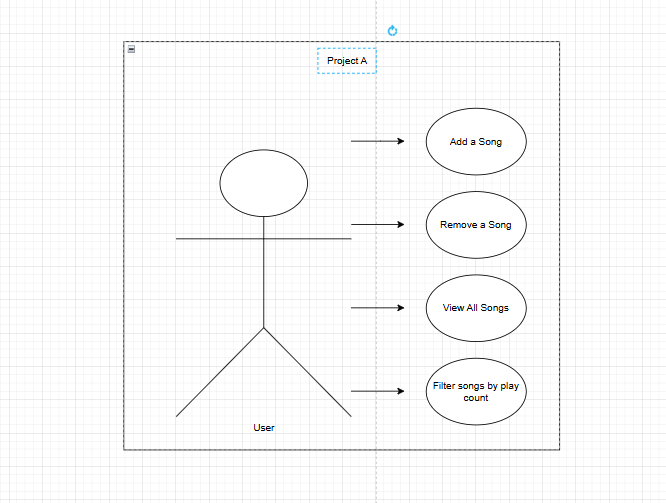 Project A
Add a Song
Remove a Song
View All Songs
Filter songs by play
count
User